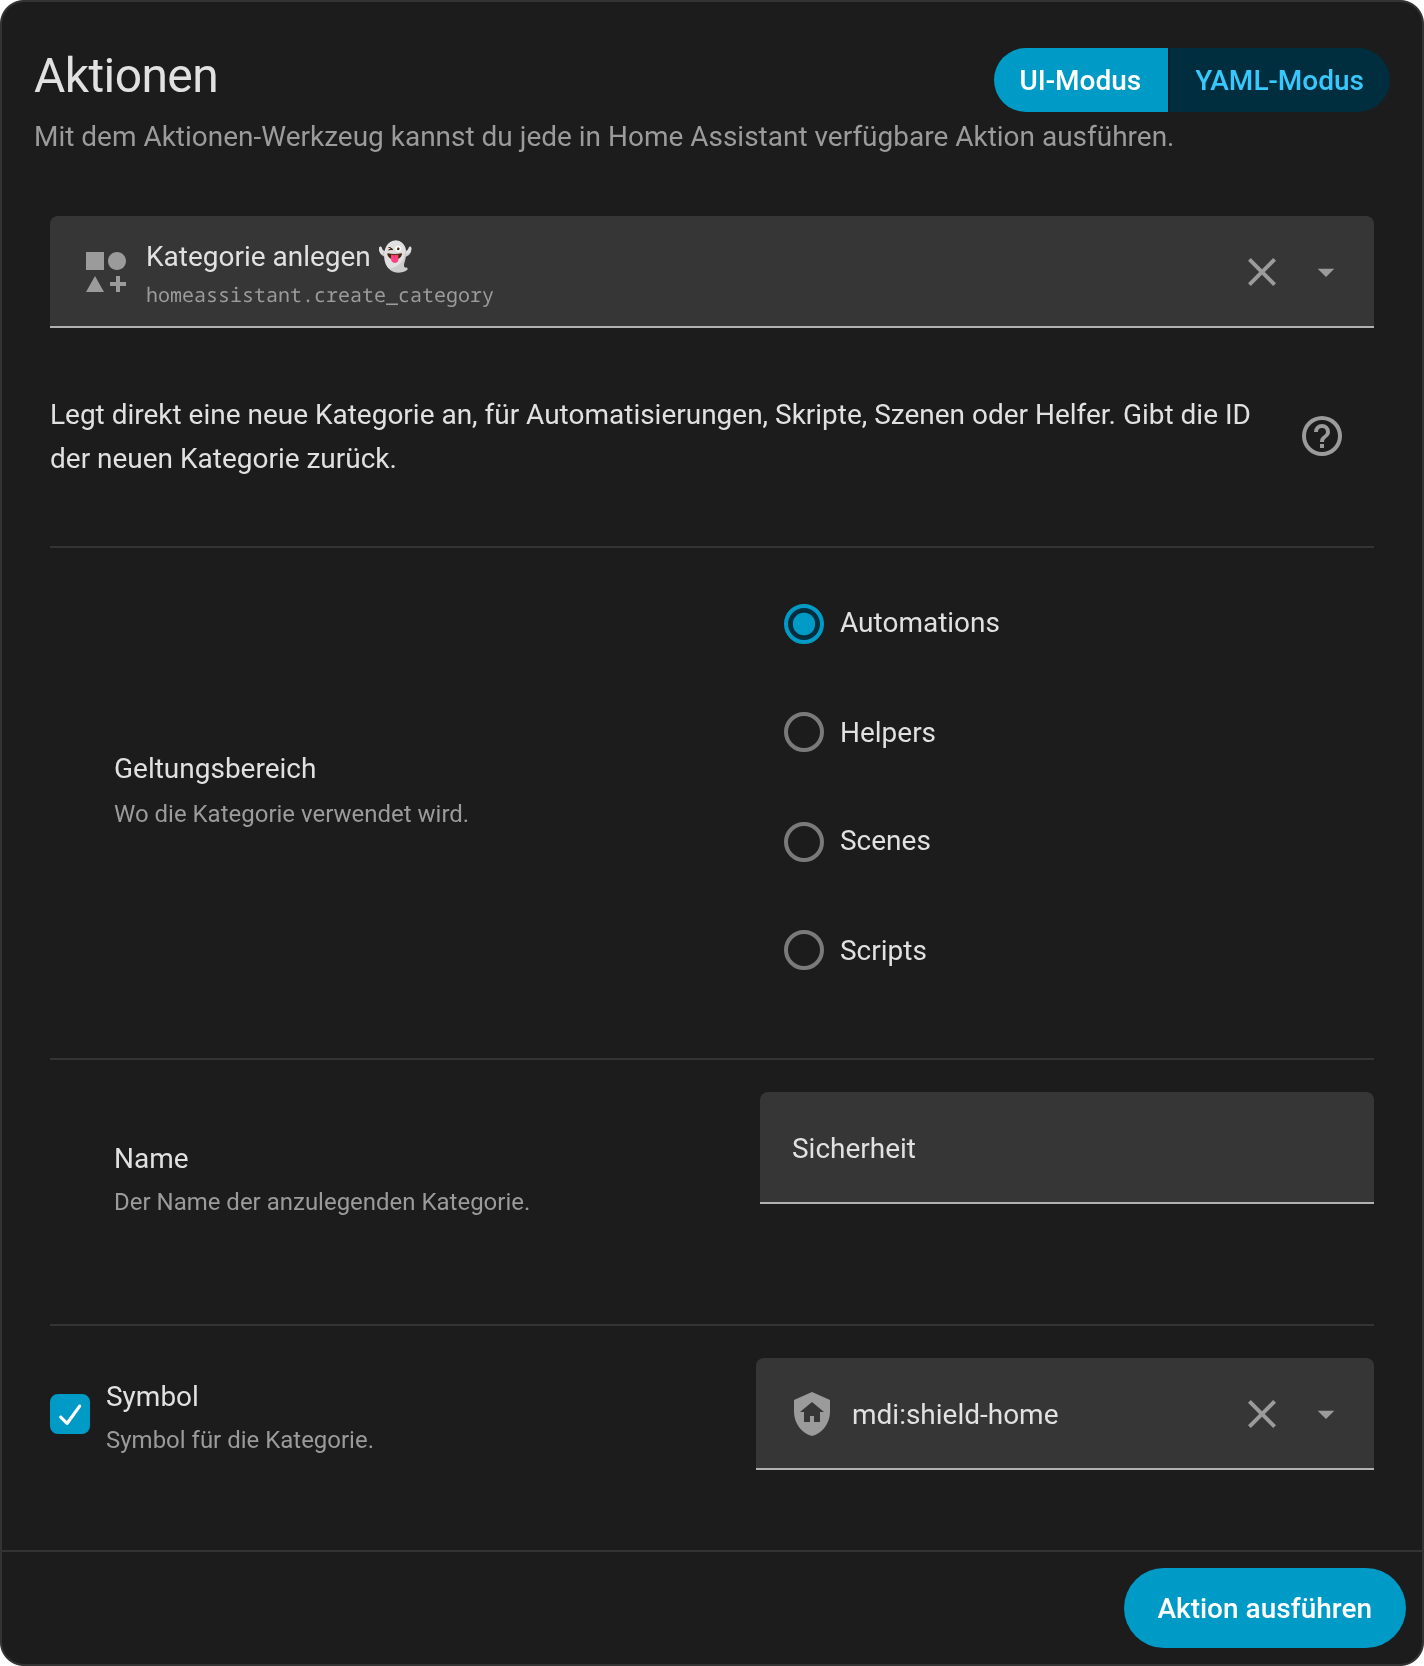 Aktionen
UI-Modus
YAML-Modus
Mit dem Aktionen-Werkzeug kannst du jede in Home Assistant verfügbare Aktion ausführen.
Kategorie anlegen 👻
homeassistant.create_category
Legt direkt eine neue Kategorie an, für Automatisierungen, Skripte, Szenen oder Helfer. Gibt die ID
der neuen Kategorie zurück.
Automations
Helpers
Geltungsbereich
Wo die Kategorie verwendet wird.
Scenes
Scripts
Name
Der Name der anzulegenden Kategorie.
Sicherheit
Symbol
Symbol für die Kategorie.
mdi:shield-home
Aktion ausführen